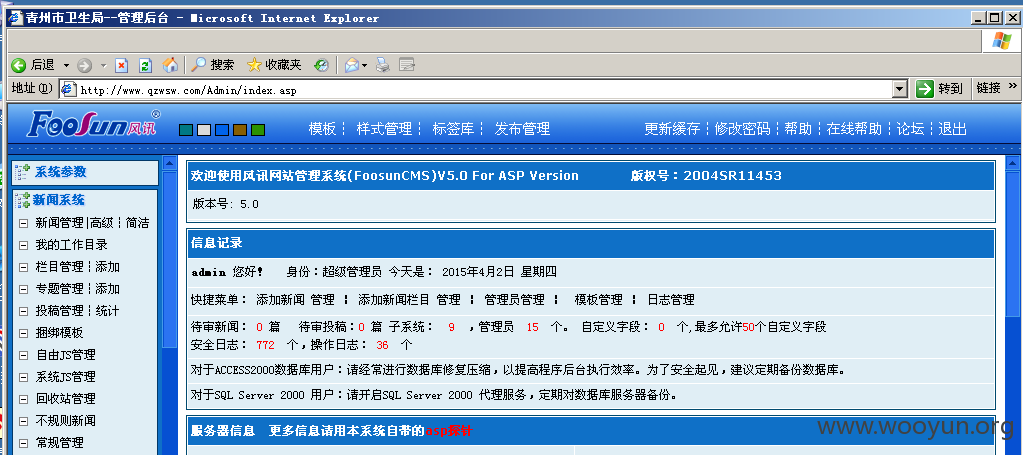 青州市卫生局--管理后台 - Microsoft Internet Explorer
后退 搜索 收藏夹
地址(D) http://www.qzwsw.com/Admin/index.asp 转到 链接 »
FooSun风讯® 模板┆ 样式管理┆ 标签库┆ 发布管理 更新缓存┆修改密码┆帮助┆在线帮助┆论坛┆退出
系统参数
新闻系统
新闻管理|高级┆简洁
我的工作目录
栏目管理┆添加
专题管理┆添加
投稿管理┆统计
捆绑模板
自由JS管理
系统JS管理
回收站管理
不规则新闻
常规管理
欢迎使用风讯网站管理系统(FoosunCMS)V5.0 For ASP Version 版权号：2004SR11453
版本号: 5.0
信息记录
admin 您好! 身份：超级管理员 今天是： 2015年4月2日 星期四
快捷菜单： 添加新闻 管理 ┆ 添加新闻栏目 管理 ┆ 管理员管理 ┆ 模板管理 ┆ 日志管理
待审新闻： 0 篇 待审投稿：0 篇 子系统： 9 ，管理员 15 个。 自定义字段： 0 个,最多允许50个自定义字段
安全日志： 772 个，操作日志： 36 个
对于ACCESS2000数据库用户：请经常进行数据库修复压缩，以提高程序后台执行效率。为了安全起见，建议定期备份数据库。
对于SQL Server 2000 用户：请开启SQL Server 2000 代理服务，定期对数据库服务器备份。
服务器信息 更多信息请用本系统自带的asp探针
www.wooyun.org